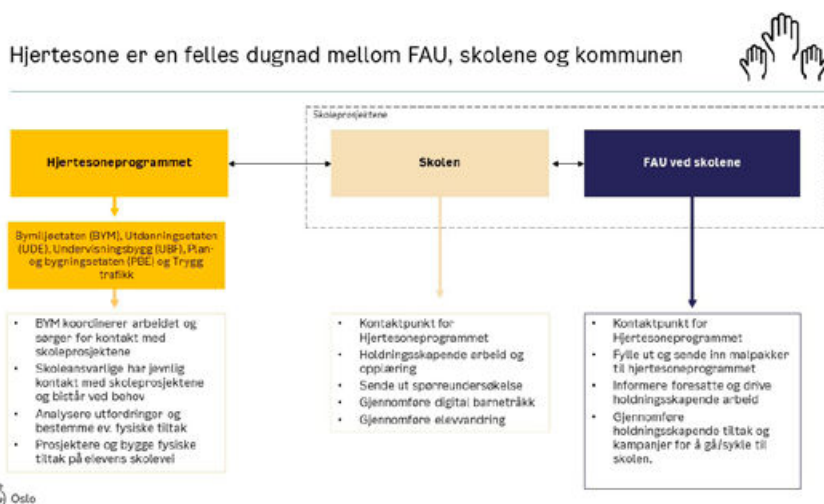 Hjertesone er en felles dugnad mellom FAU, skolene og kommunen
Skoleprosjektene
Hjertesoneprogrammet
Skolen
FAU ved skolene
Bymiljøetaten (BYM), Utdanningsetaten
(UDE), Undervisningsbygg (UBF), Plan-
og bygningsetaten (PBE) og Trygg
trafikk
• BYM koordinerer arbeidet og
sørger for kontakt med
skoleprosjektene
• Skoleansvarlige har jevnlig
kontakt med skoleprosjektene
og bistår ved behov
• Analysere utfordringer og
bestemme ev. fysiske tiltak
• Prosjektere og bygge fysiske
tiltak på elevens skolevei
• Kontaktpunkt for
Hjertesoneprogrammet
• Holdningsskapende arbeid og
opplæring
• Sende ut spørreundersøkelse
• Gjennomføre digital barnetråkk
• Gjennomføre elevvandring
• Kontaktpunkt for
Hjertesoneprogrammet
• Fylle ut og sende inn malpakker
til hjertesoneprogrammet
• Informere foresatte og drive
holdningsskapende arbeid
• Gjennomføre
holdningsskapende tiltak og
kampanjer for å gå/sykle til
skolen.
Oslo